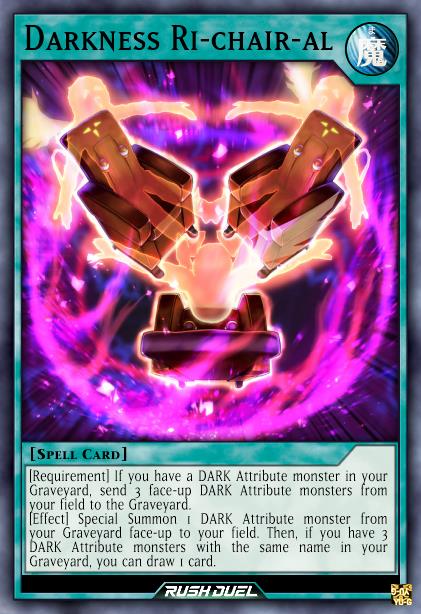 Darkness Ri-chair-al
ま
魔
[Spell Card]
[Requirement] If you have a DARK Attribute monster in your
Graveyard, send 3 face-up DARK Attribute monsters from
your field to the Graveyard.
[Effect] Special Summon 1 DARK Attribute monster from
your Graveyard face-up to your field. Then, if you have 3
DARK Attribute monsters with the same name in your
Graveyard, you can draw 1 card.
RUSH DUEL